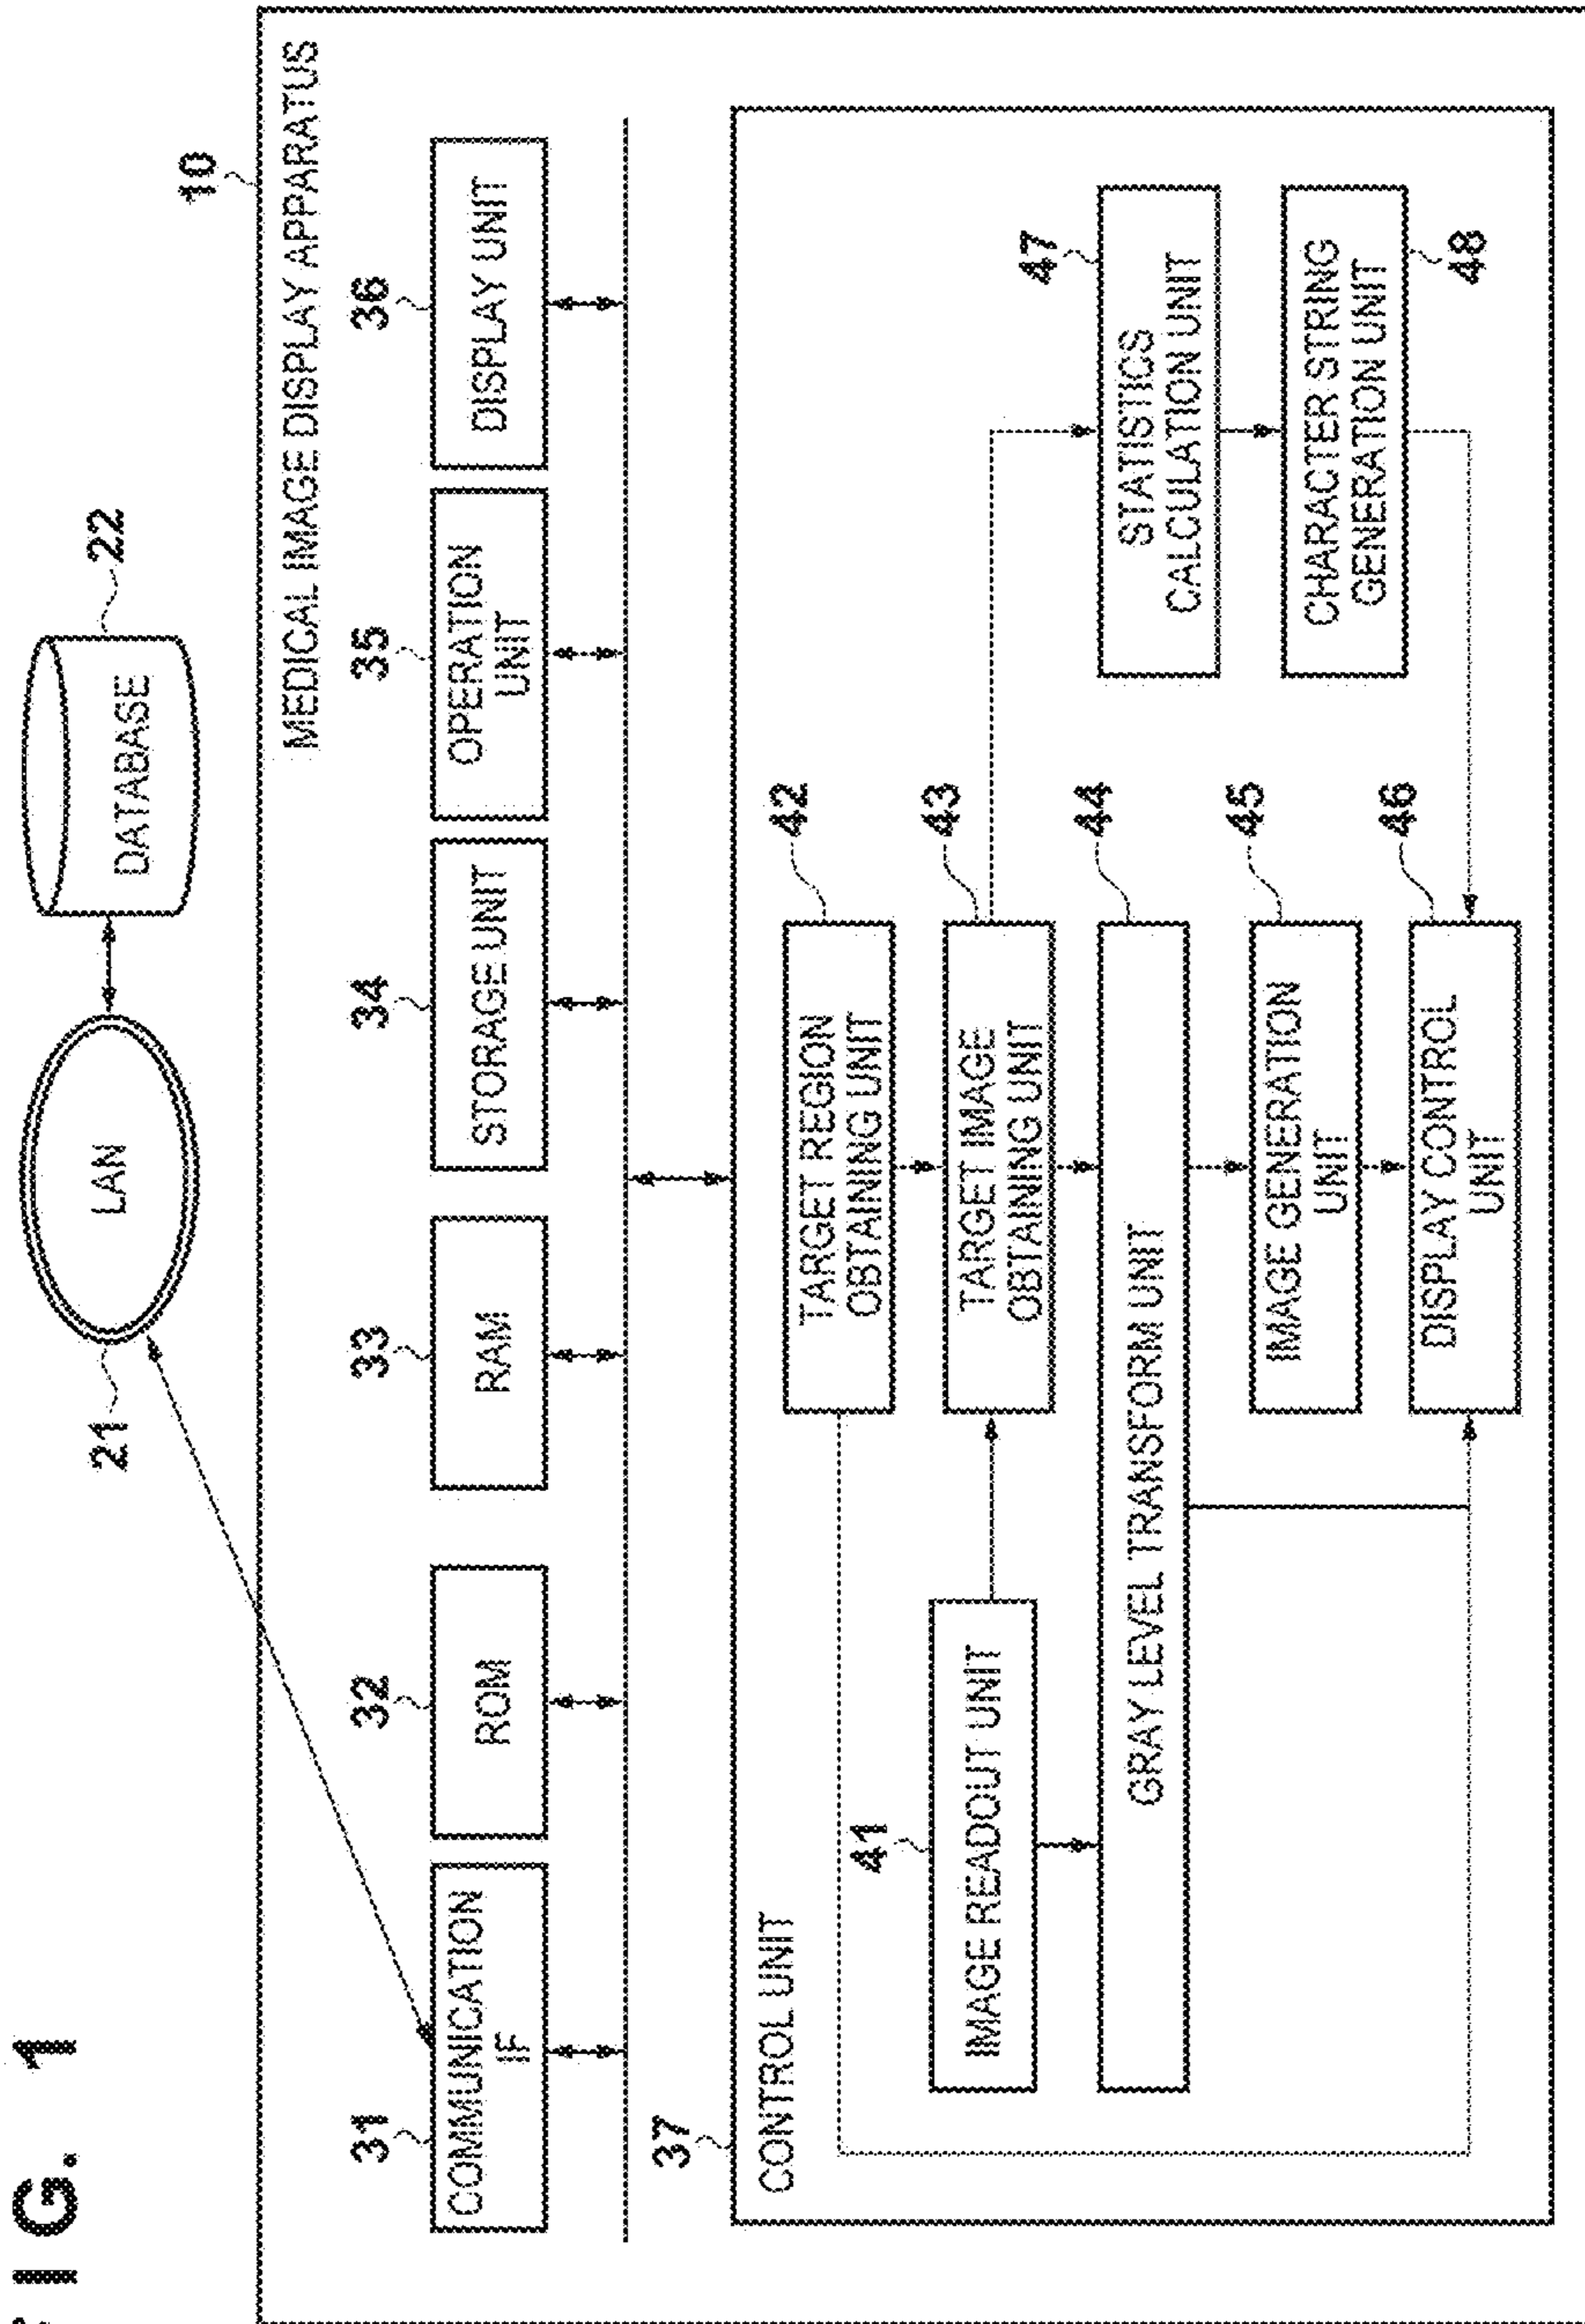 FIG. 1
21
LAN
DATABASE
22
10
MEDICAL IMAGE DISPLAY APPARATUS
31
COMMUNICATION
IF
32
ROM
33
RAM
34
STORAGE UNIT
35
OPERATION
UNIT
36
DISPLAY UNIT
37
CONTROL UNIT
41
IMAGE READOUT UNIT
42
TARGET REGION
OBTAINING UNIT
43
TARGET IMAGE
OBTAINING UNIT
44
GRAY LEVEL TRANSFORM UNIT
45
IMAGE GENERATION
UNIT
46
DISPLAY CONTROL
UNIT
47
STATISTICS
CALCULATION UNIT
CHARACTER STRING
GENERATION UNIT
48